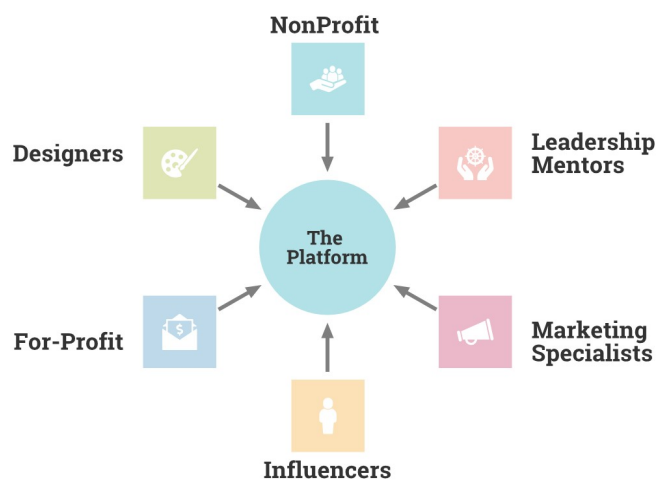 NonProfit
Designers
Leadership
Mentors
The
Platform
For-Profit
$
Marketing
Specialists
Influencers